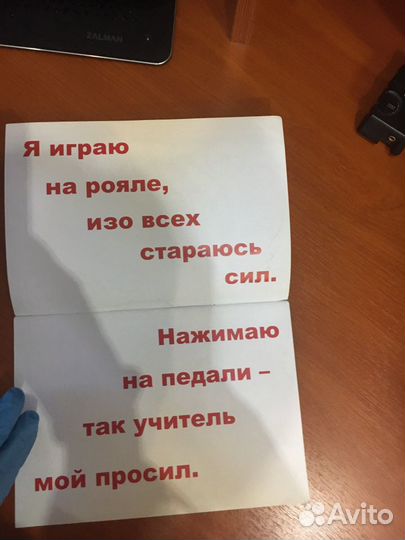 ZALMAN
Я играю
на рояле,
изо всех
стараюсь
сил.
Нажимаю
на педали –
так учитель
мой просил.
Avito